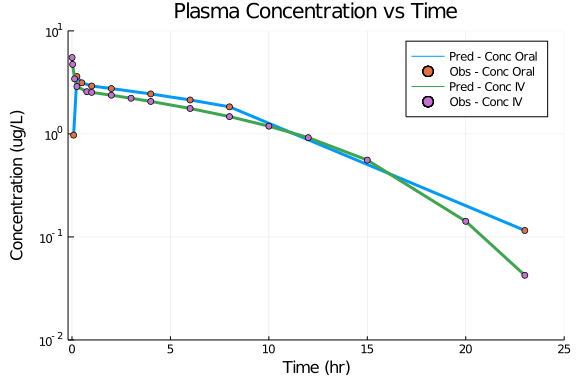 Plasma Concentration vs Time
Concentration (ug/L)
10^1
10^0
10^-1
10^-2
Pred - Conc Oral
Obs - Conc Oral
Pred - Conc IV
Obs - Conc IV
0 5 10 15 20 25
Time (hr)